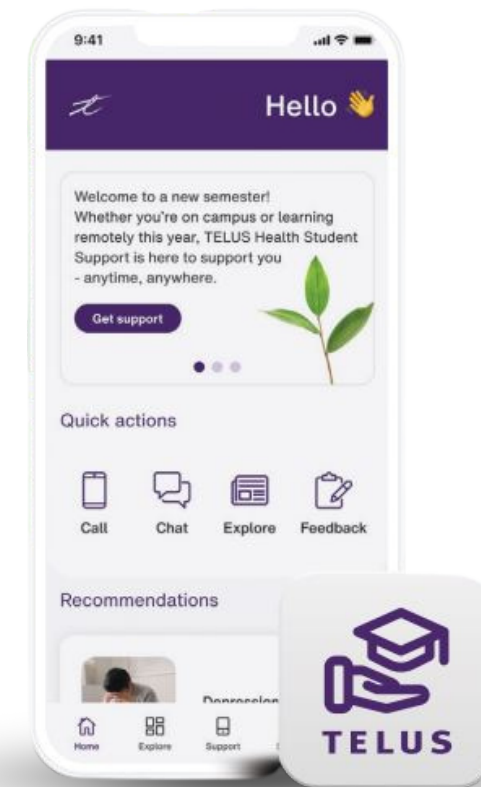 9:41
Hello 👋
Welcome to a new semester!
Whether you're on campus or learning
remotely this year, TELUS Health Student
Support is here to support you
- anytime, anywhere.
Get support
Quick actions
Call Chat Explore Feedback
Recommendations
Depression
Home Explore Support
TELUS